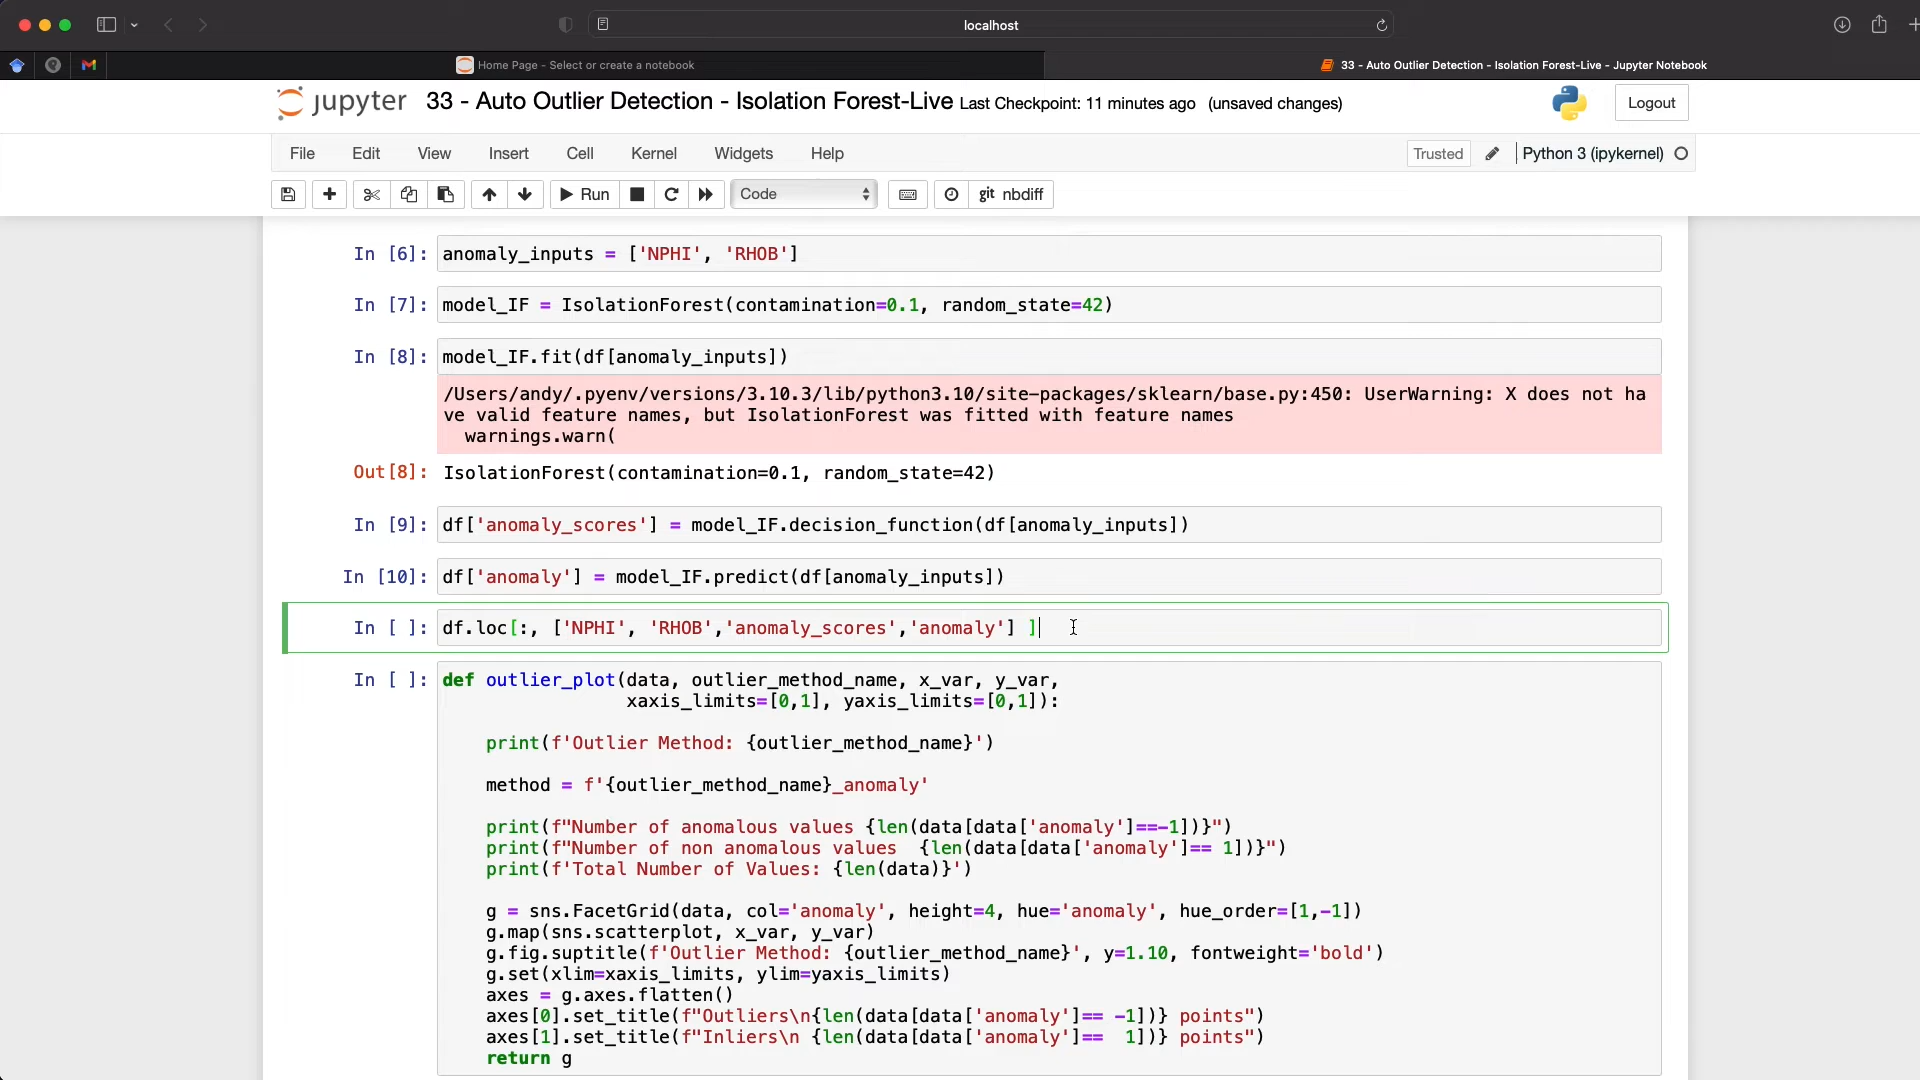 localhost
Home Page - Select or create a notebook
33 - Auto Outlier Detection - Isolation Forest-Live - Jupyter Notebook
jupyter 33 - Auto Outlier Detection - Isolation Forest-Live Last Checkpoint: 11 minutes ago (unsaved changes)
Logout
File Edit View Insert Cell Kernel Widgets Help
Trusted Python 3 (ipykernel)
Run Code git nbdiff
In [6]: anomaly_inputs = ['NPHI', 'RHOB']
In [7]: model_IF = IsolationForest(contamination=0.1, random_state=42)
In [8]: model_IF.fit(df[anomaly_inputs])
/Users/andy/.pyenv/versions/3.10.3/lib/python3.10/site-packages/sklearn/base.py:450: UserWarning: X does not ha
ve valid feature names, but IsolationForest was fitted with feature names
  warnings.warn(
Out[8]: IsolationForest(contamination=0.1, random_state=42)
In [9]: df['anomaly_scores'] = model_IF.decision_function(df[anomaly_inputs])
In [10]: df['anomaly'] = model_IF.predict(df[anomaly_inputs])
In [ ]: df.loc[:, ['NPHI', 'RHOB','anomaly_scores','anomaly'] ]
In [ ]: def outlier_plot(data, outlier_method_name, x_var, y_var,
                 xaxis_limits=[0,1], yaxis_limits=[0,1]):
    print(f'Outlier Method: {outlier_method_name}')
    method = f'{outlier_method_name}_anomaly'
    print(f"Number of anomalous values {len(data[data['anomaly']==-1])}")
    print(f"Number of non anomalous values  {len(data[data['anomaly']== 1])}")
    print(f'Total Number of Values: {len(data)}')
    g = sns.FacetGrid(data, col='anomaly', height=4, hue='anomaly', hue_order=[1,-1])
    g.map(sns.scatterplot, x_var, y_var)
    g.fig.suptitle(f'Outlier Method: {outlier_method_name}', y=1.10, fontweight='bold')
    g.set(xlim=xaxis_limits, ylim=yaxis_limits)
    axes = g.axes.flatten()
    axes[0].set_title(f"Outliers\n{len(data[data['anomaly']== -1])} points")
    axes[1].set_title(f"Inliers\n {len(data[data['anomaly']==  1])} points")
    return g